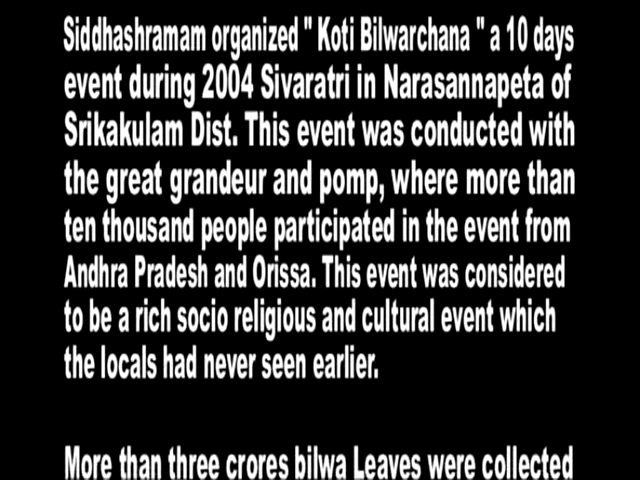 Siddhashramam organized " Koti Bilwarchana " a 10 days
event during 2004 Sivaratri in Narasannapeta of
Srikakulam Dist. This event was conducted with
the great grandeur and pomp, where more than
ten thousand people participated in the event from
Andhra Pradesh and Orissa. This event was considered
to be a rich socio religious and cultural event which
the locals had never seen earlier.
More than three crores bilwa Leaves were collected